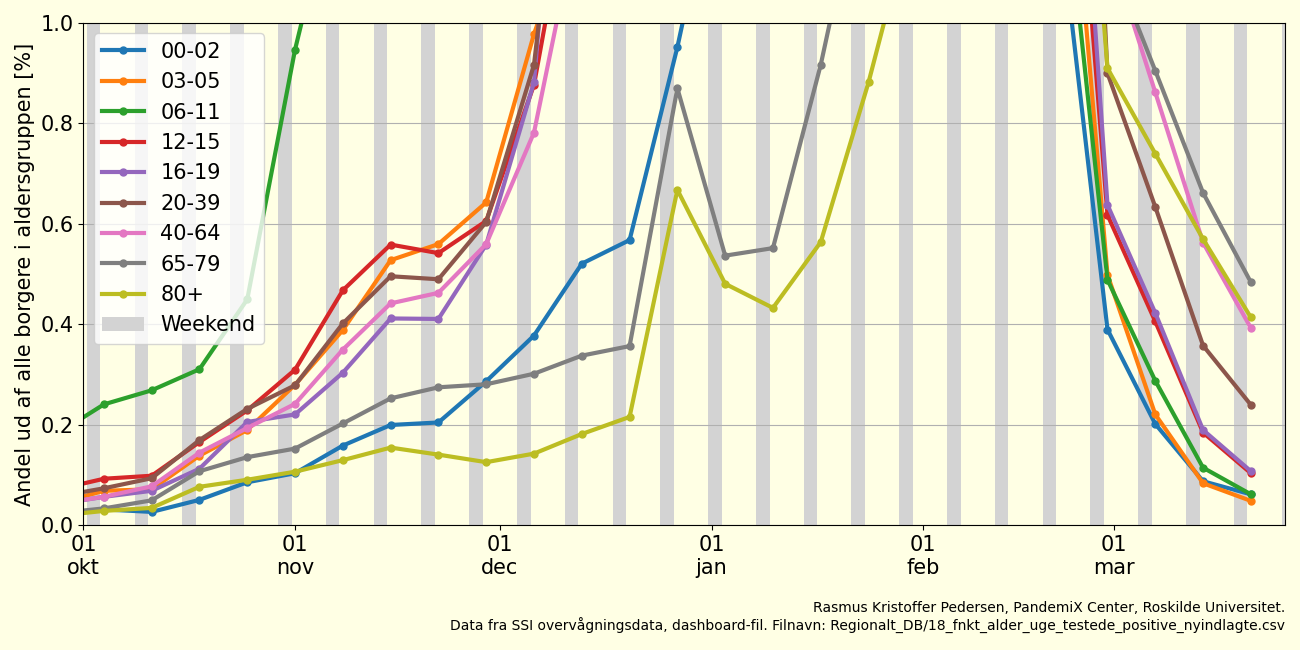 Andel ud af alle borgere i aldersgruppen [%]
1.0
0.8
0.6
0.4
0.2
0.0
00-02
03-05
06-11
12-15
16-19
20-39
40-64
65-79
80+
Weekend
01 01 01 01 01 01
okt nov dec jan feb mar
Rasmus Kristoffer Pedersen, PandemiX Center, Roskilde Universitet.
Data fra SSI overvågningsdata, dashboard-fil. Filnavn: Regionalt_DB/18_fnkt_alder_uge_testede_positive_nyindlagte.csv